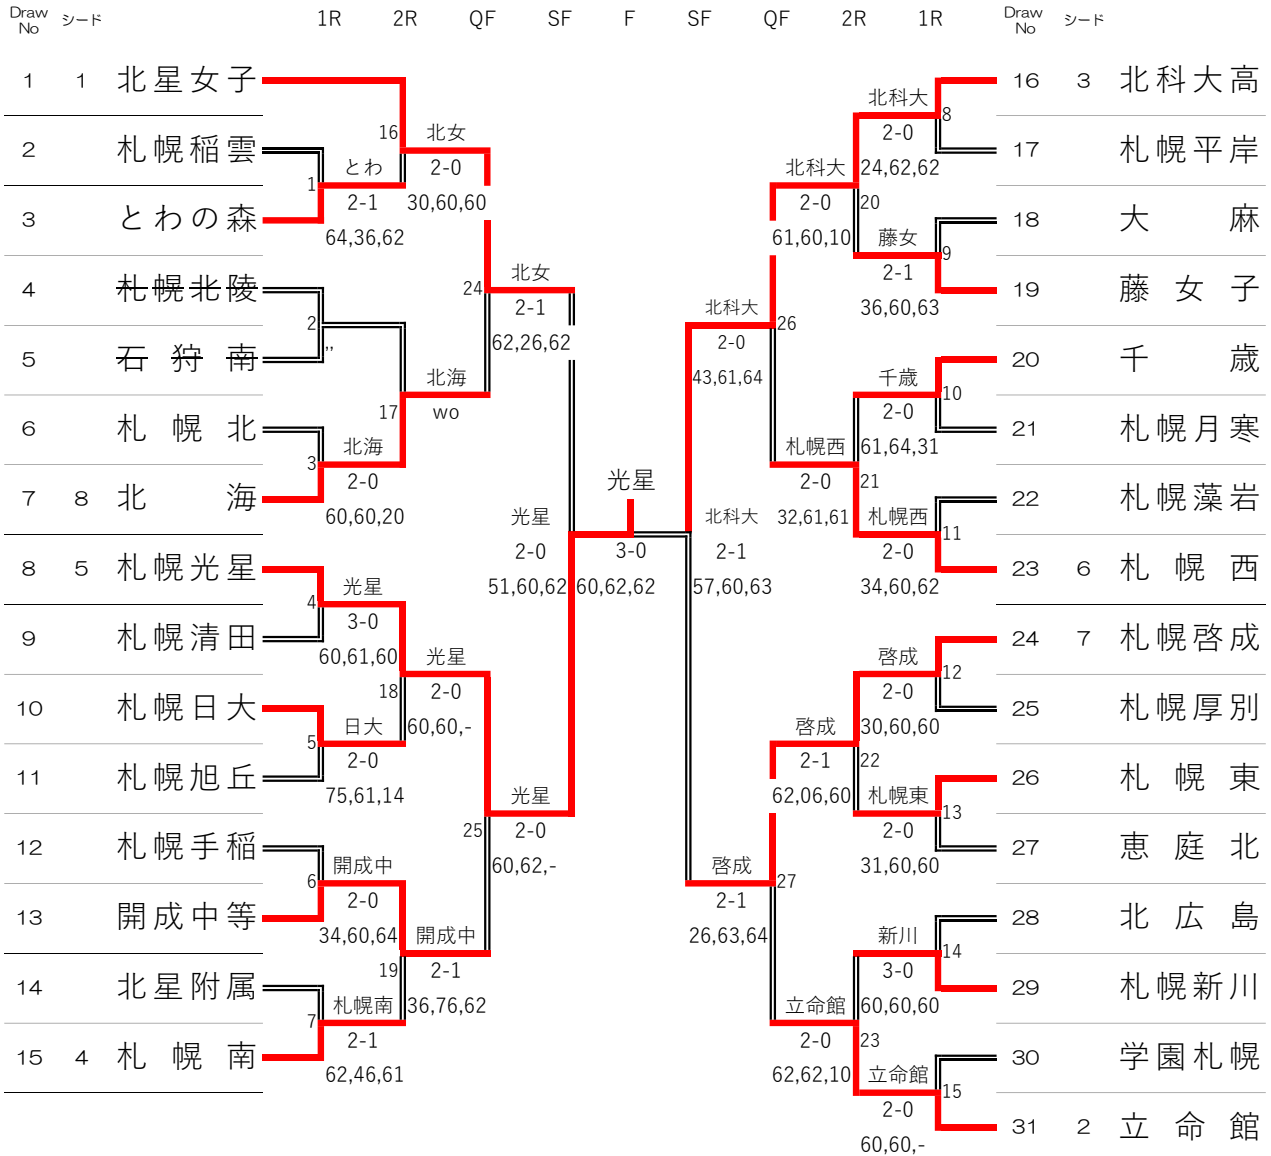 Draw No シード 1R 2R QF SF F SF QF 2R 1R Draw No シード
1 1 北星女子
2 札幌稲雲
3 とわの森
4 札幌北陵
5 石狩南
6 札幌北
7 8 北海
8 5 札幌光星
9 札幌清田
10 札幌日大
11 札幌旭丘
12 札幌手稲
13 開成中等
14 北星附属
15 4 札幌南
1
とわ
2-1
64,36,62
2
,,
3
北海
2-0
60,60,20
4
光星
3-0
60,61,60
5
日大
2-0
75,61,14
6
開成中
2-0
34,60,64
7
札幌南
2-1
62,46,61
16
北女
2-0
30,60,60
17
北海
wo
18
光星
2-0
60,60,-
19
開成中
2-1
36,76,62
24
北女
2-1
62,26,62
25
光星
2-0
60,62,-
光星
2-0
51,60,62
光星
3-0
60,62,62
北科大
2-1
57,60,63
北科大
2-0
43,61,64
26
啓成
2-1
26,63,64
27
北科大
2-0
61,60,10
20
札幌西
2-0
32,61,61
21
啓成
2-1
62,06,60
22
立命館
2-0
62,62,10
23
北科大
2-0
24,62,62
8
藤女
2-1
36,60,63
9
千歳
2-0
61,64,31
10
札幌西
2-0
34,60,62
11
啓成
2-0
30,60,60
12
札幌東
2-0
31,60,60
13
新川
3-0
60,60,60
14
立命館
2-0
60,60,-
15
16 3 北科大高
17 札幌平岸
18 大麻
19 藤女子
20 千歳
21 札幌月寒
22 札幌藻岩
23 6 札幌西
24 7 札幌啓成
25 札幌厚別
26 札幌東
27 恵庭北
28 北広島
29 札幌新川
30 学園札幌
31 2 立命館